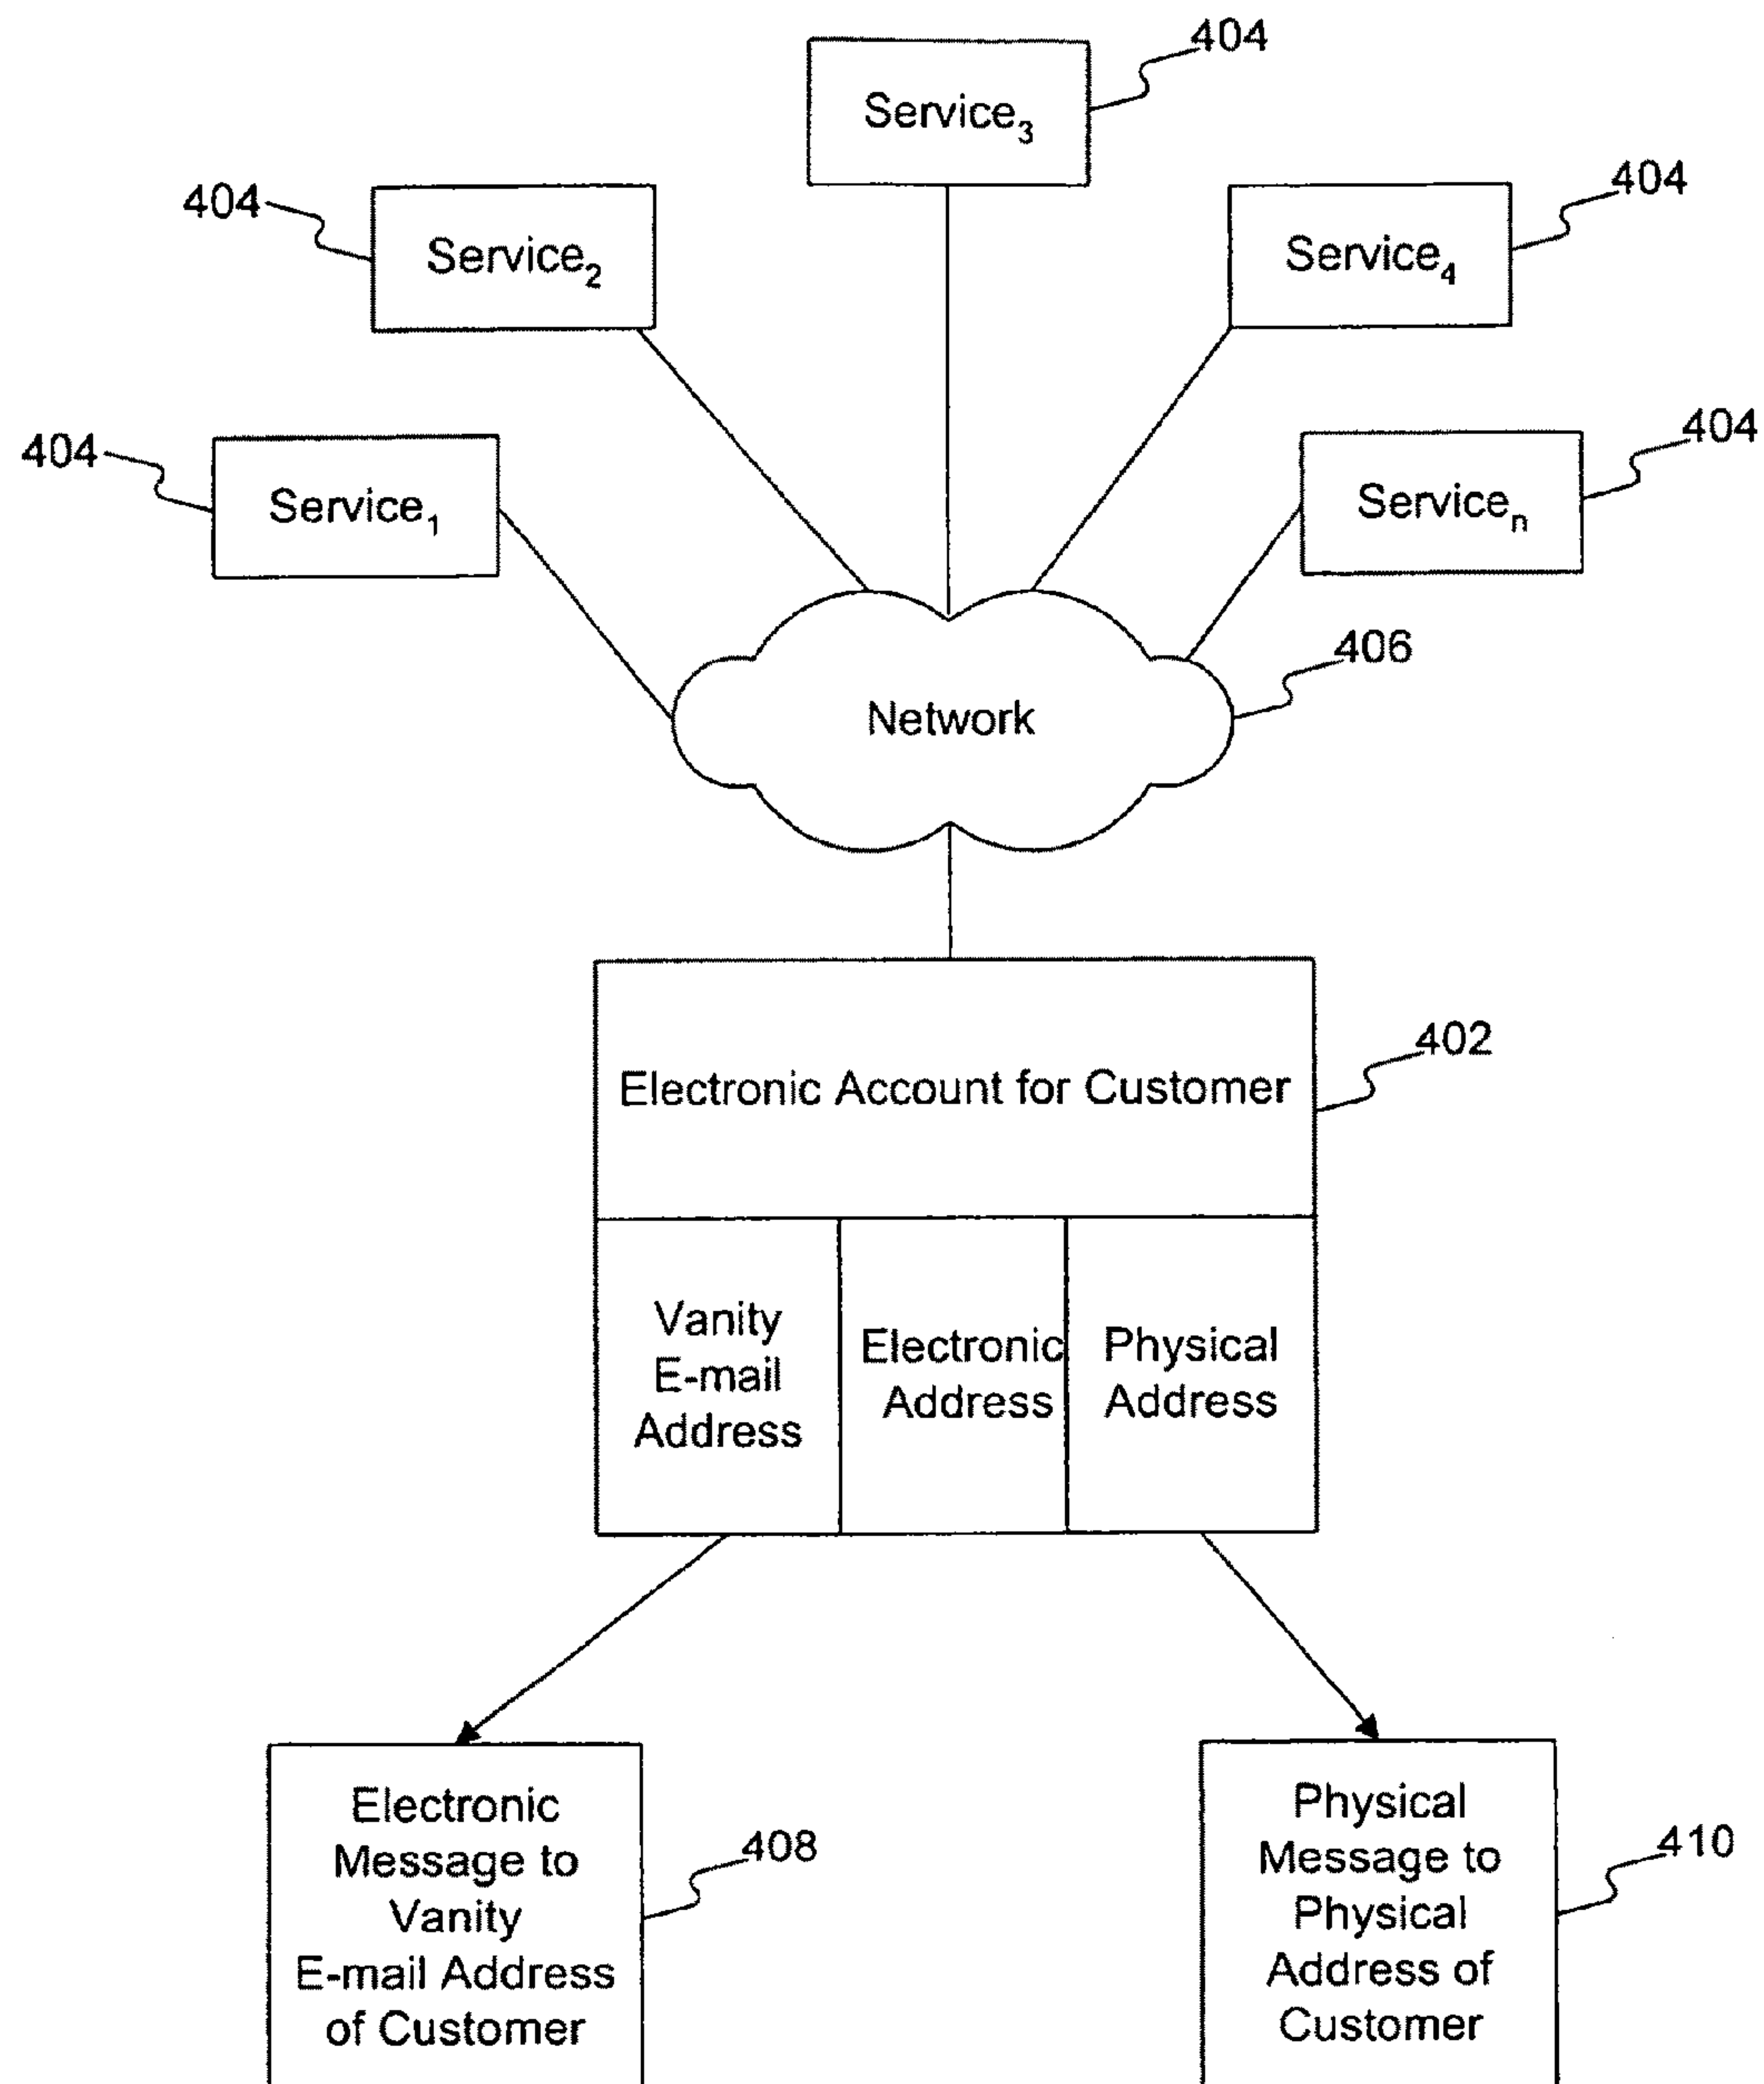 404
Service₃
404
Service₂
404
Service₄
404
Service₁
404
Serviceₙ
406
Network
402
Electronic Account for Customer
Vanity
E-mail
Address
Electronic
Address
Physical
Address
Electronic
Message to
Vanity
E-mail Address
of Customer
408
Physical
Message to
Physical
Address of
Customer
410